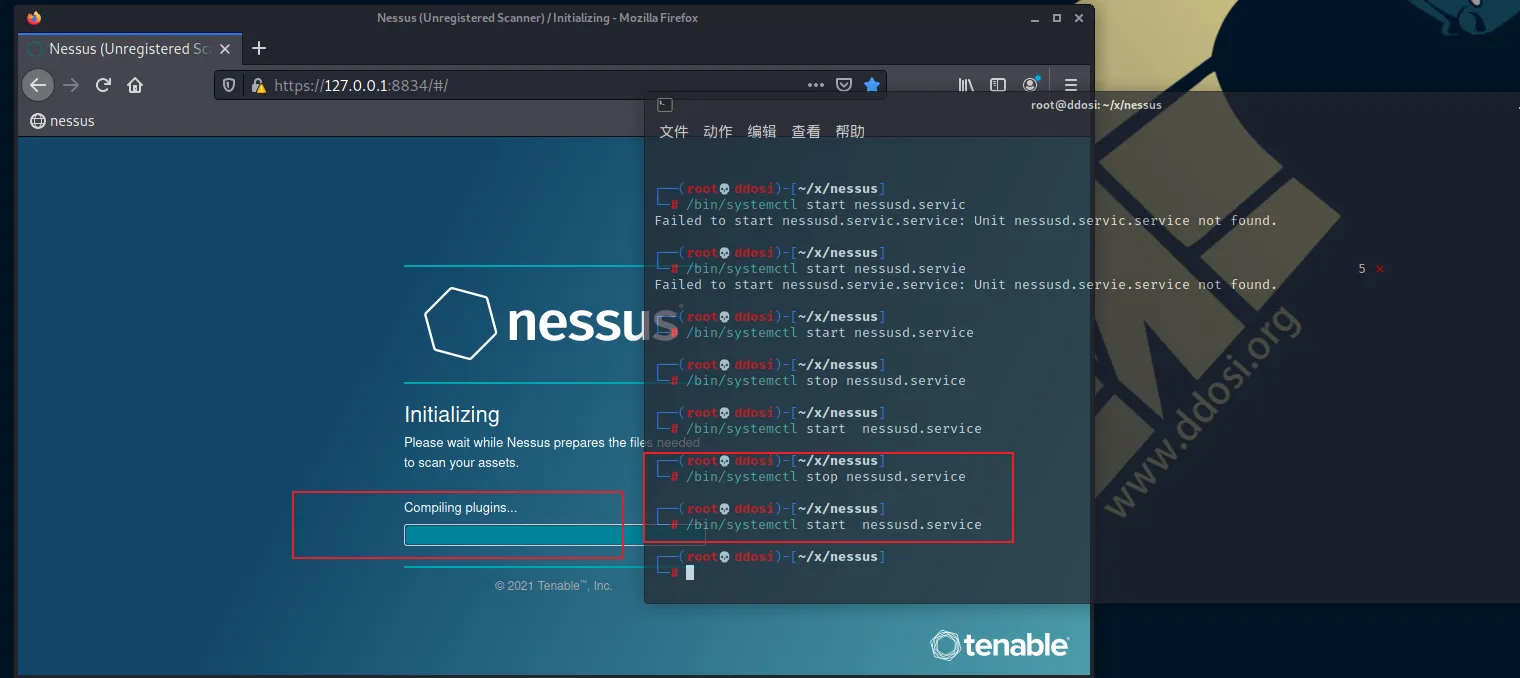 Nessus (Unregistered Scanner) / Initializing - Mozilla Firefox
Nessus (Unregistered Sc
https://127.0.0.1:8834/#/
nessus
nessus
Initializing
Please wait while Nessus prepares the files needed
to scan your assets.
Compiling plugins...
© 2021 Tenable™, Inc.
tenable
root@ddosi: ~/x/nessus
文件 动作 编辑 查看 帮助
┌──(root💀ddosi)-[~/x/nessus]
└─# /bin/systemctl start nessusd.servic
Failed to start nessusd.servic.service: Unit nessusd.servic.service not found.
┌──(root💀ddosi)-[~/x/nessus]
└─# /bin/systemctl start nessusd.servie 5 ⨯
Failed to start nessusd.servie.service: Unit nessusd.servie.service not found.
┌──(root💀ddosi)-[~/x/nessus]
└─# /bin/systemctl start nessusd.service
┌──(root💀ddosi)-[~/x/nessus]
└─# /bin/systemctl stop nessusd.service
┌──(root💀ddosi)-[~/x/nessus]
└─# /bin/systemctl start  nessusd.service
┌──(root💀ddosi)-[~/x/nessus]
└─# /bin/systemctl stop nessusd.service
┌──(root💀ddosi)-[~/x/nessus]
└─# /bin/systemctl start  nessusd.service
┌──(root💀ddosi)-[~/x/nessus]
└─#
www.ddosi.org